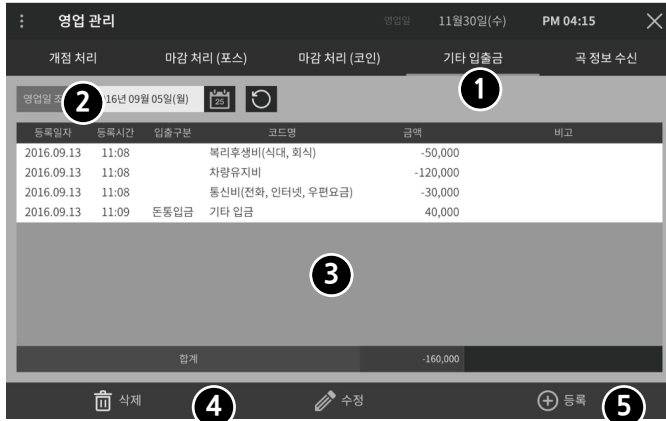 영업 관리 영업일 11월30일(수) PM 04:15
개점 처리 마감 처리 (포스) 마감 처리 (코인) 기타 입출금 곡 정보 수신
1
영업일 2 16년 09월 05일(월) 25
등록일자 등록시간 입출구분 코드명 금액 비고
2016.09.13 11:08 복리후생비(식대, 회식) -50,000
2016.09.13 11:08 차량유지비 -120,000
2016.09.13 11:08 통신비(전화, 인터넷, 우편요금) -30,000
2016.09.13 11:09 돈통입금 기타 입금 40,000
3
합계 -160,000
삭제 4 수정 등록 5